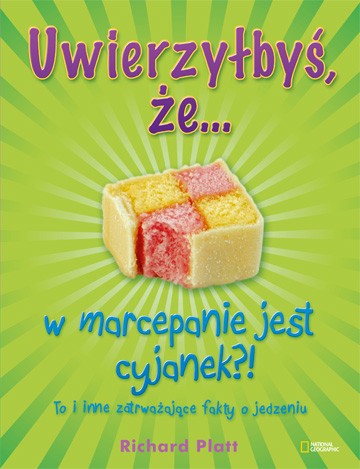 Uwierzyłbyś,
że...
w marcepanie jest
cyjanek?!
To i inne zatrważające fakty o jedzeniu
Richard Platt
NATIONAL
GEOGRAPHIC